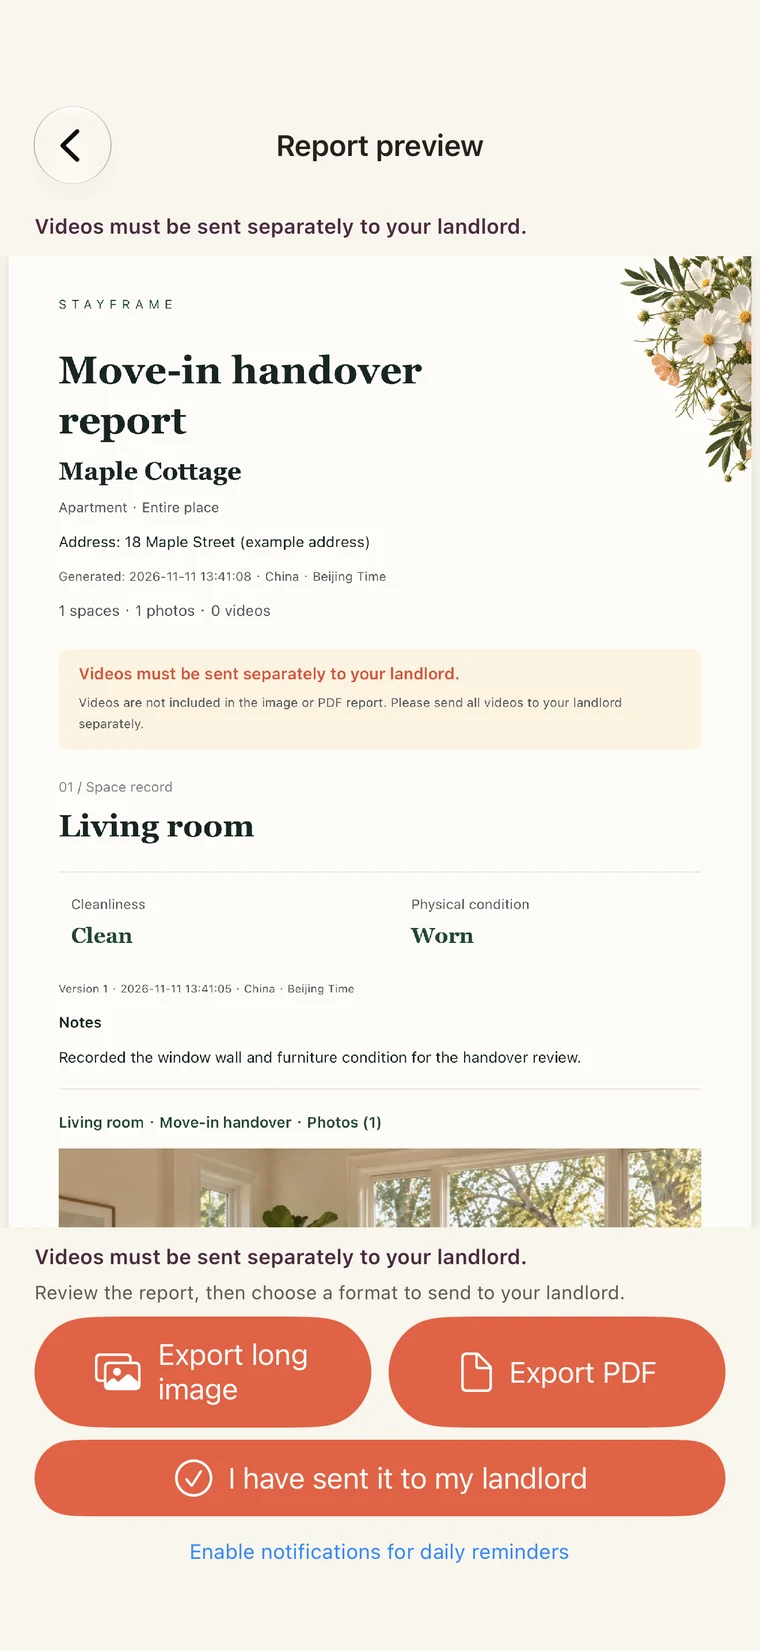 Report preview
Videos must be sent separately to your landlord.
STAYFRAME
Move-in handover
report
Maple Cottage
Apartment · Entire place
Address: 18 Maple Street (example address)
Generated: 2026-11-11 13:41:08 · China · Beijing Time
1 spaces · 1 photos · 0 videos
Videos must be sent separately to your landlord.
Videos are not included in the image or PDF report. Please send all videos to your landlord
separately.
01 / Space record
Living room
Cleanliness
Physical condition
Clean
Worn
Version 1 · 2026-11-11 13:41:05 · China · Beijing Time
Notes
Recorded the window wall and furniture condition for the handover review.
Living room · Move-in handover · Photos (1)
Videos must be sent separately to your landlord.
Review the report, then choose a format to send to your landlord.
Export long
image
Export PDF
I have sent it to my landlord
Enable notifications for daily reminders